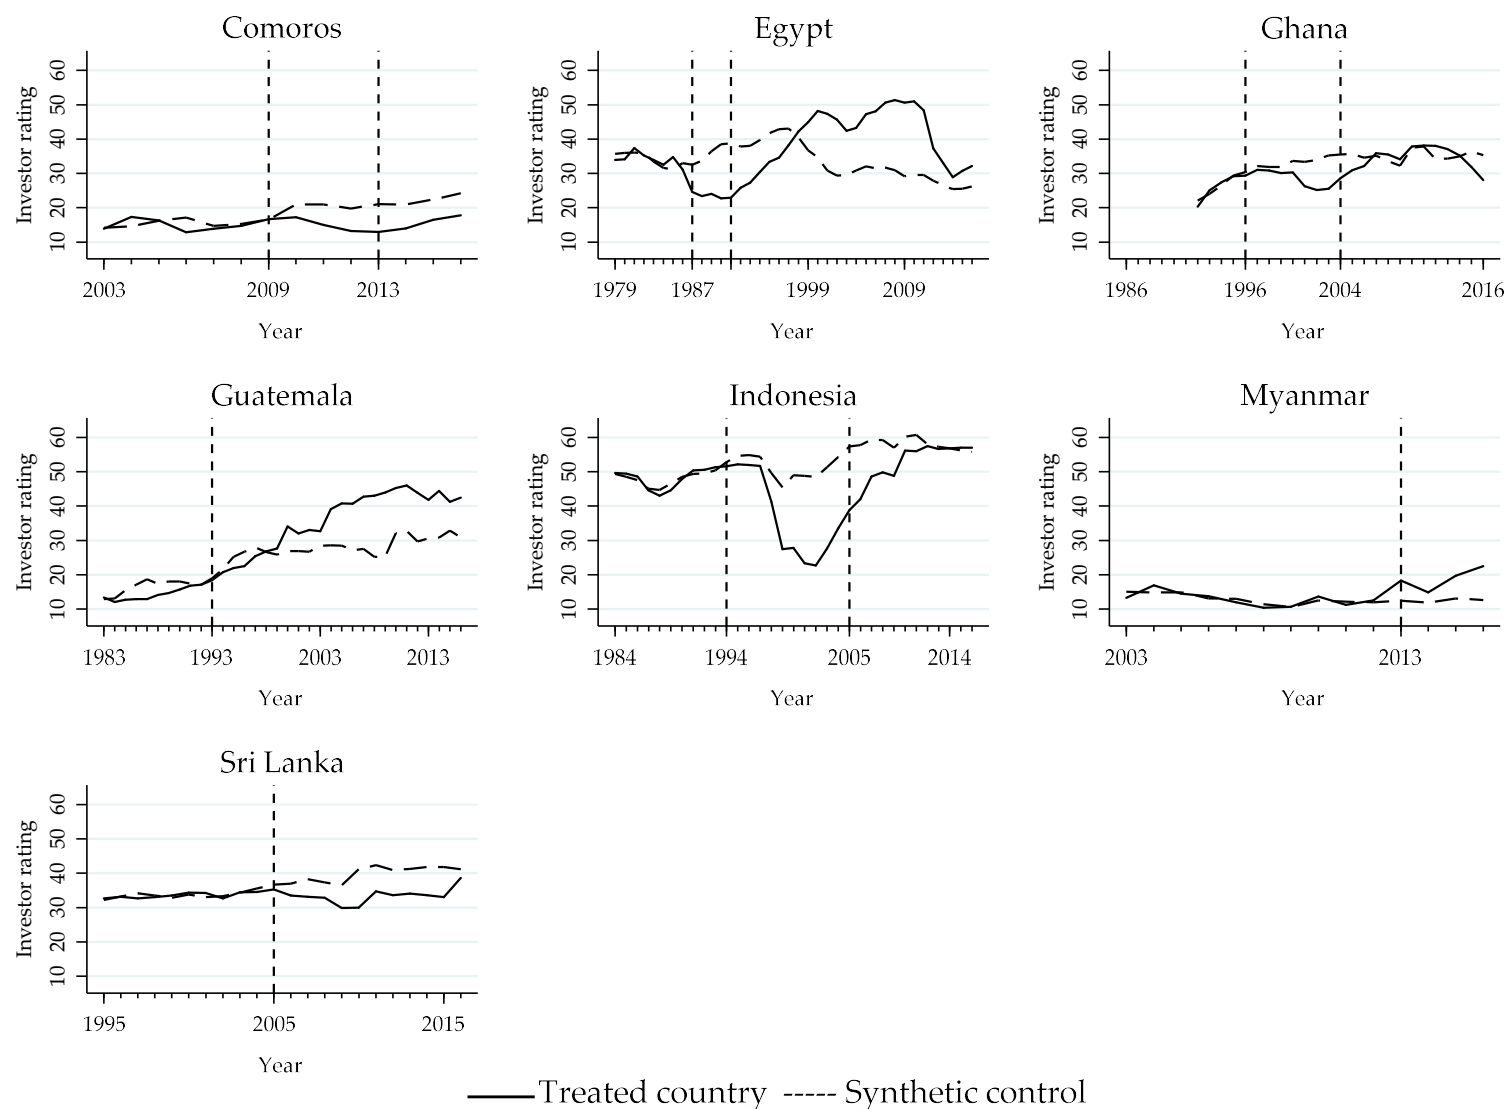 Comoros
Investor rating
60
50
40
30
20
10
2003 2009 2013
Year
Egypt
Investor rating
60
50
40
30
20
10
1979 1987 1999 2009
Year
Ghana
Investor rating
60
50
40
30
20
10
1986 1996 2004 2016
Year
Guatemala
Investor rating
60
50
40
30
20
10
1983 1993 2003 2013
Year
Indonesia
Investor rating
60
50
40
30
20
10
1984 1994 2005 2014
Year
Myanmar
Investor rating
60
50
40
30
20
10
2003 2013
Year
Sri Lanka
Investor rating
60
50
40
30
20
10
1995 2005 2015
Year
Treated country Synthetic control